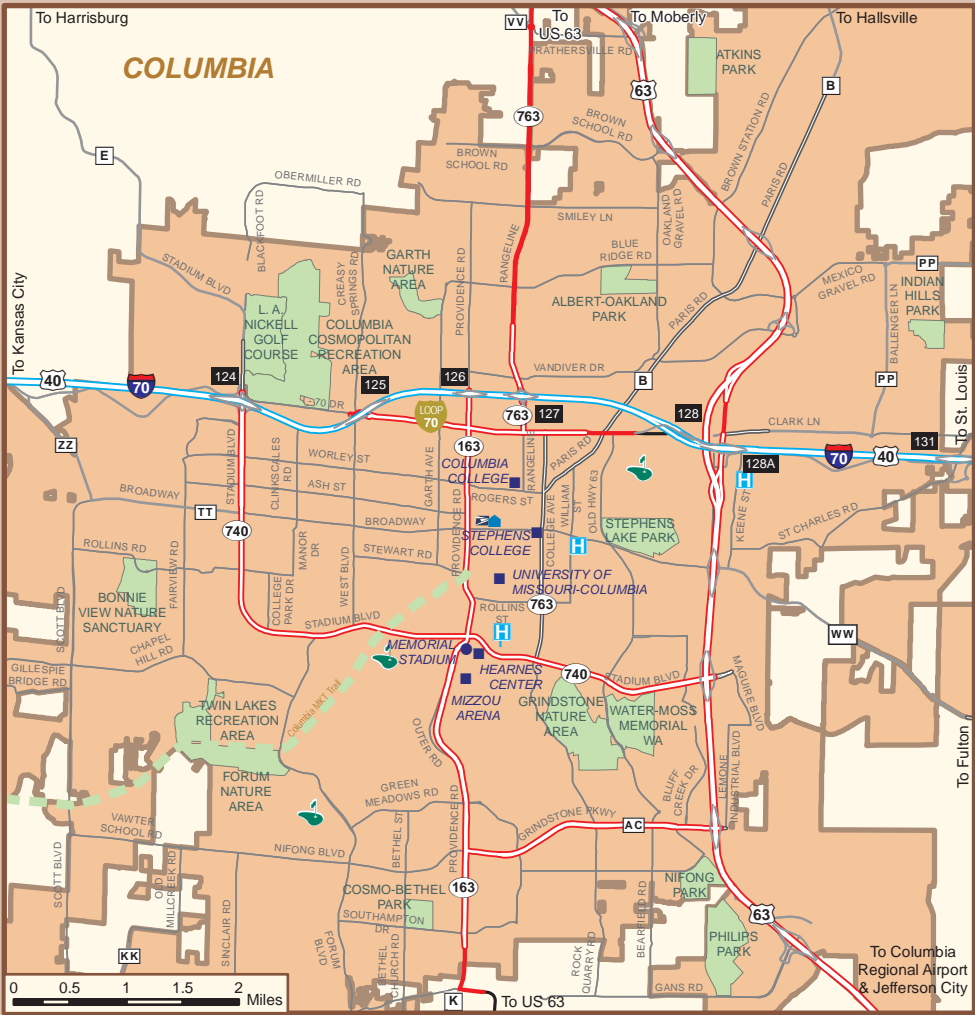 To Harrisburg
VV
To
US 63
To Moberly
To Hallsville
PRATHERSVILLE RD
COLUMBIA
ATKINS
PARK
63
B
763
BROWN
SCHOOL RD
BROWN STATION RD
E
BROWN
SCHOOL RD
PARIS RD
OBERMILLER RD
BLACKFOOT RD
SMILEY LN
OAKLAND
GRAVEL RD
STADIUM BLVD
CREASY
SPRINGS RD
GARTH
NATURE
AREA
PROVIDENCE RD
RANGELINE
BLUE
RIDGE RD
PP
MEXICO
GRAVEL RD
INDIAN
HILLS
PARK
To Kansas City
L. A.
NICKELL
GOLF
COURSE
COLUMBIA
COSMOPOLITAN
RECREATION
AREA
ALBERT-OAKLAND
PARK
PARIS RD
BALLENGER LN
VANDIVER DR
40
70
124
125
126
B
PP
I-70 DR
LOOP
70
763
127
128
CLARK LN
To St. Louis
131
ZZ
163
128A
70
40
STADIUM BLVD
CLINKSCALES
RD
WORLEY ST
GARTH AVE
COLUMBIA
COLLEGE
RANGELINE
PARIS RD
H
BROADWAY
ASH ST
ROGERS ST
WILLIAM
ST
OLD HWY 63
KEENE ST
TT
BROADWAY
PROVIDENCE RD
STEPHENS
COLLEGE
COLLEGE AVE
STEPHENS
LAKE PARK
ST CHARLES RD
740
ROLLINS RD
FAIRVIEW RD
MANOR
DR
STEWART RD
WEST BLVD
H
UNIVERSITY OF
MISSOURI-COLUMBIA
BONNIE
VIEW NATURE
SANCTUARY
COLLEGE
PARK DR
ROLLINS
ST
763
SCOTT BLVD
STADIUM BLVD
H
WW
CHAPEL
HILL RD
MEMORIAL
STADIUM
HEARNES
CENTER
GILLESPIE
BRIDGE RD
740
STADIUM BLVD
MAGUIRE BLVD
MIZZOU
ARENA
Columbia MKT Trail
TWIN LAKES
RECREATION
AREA
GRINDSTONE
NATURE
AREA
WATER-MOSS
MEMORIAL
WA
OUTER RD
To Fulton
FORUM
NATURE
AREA
GREEN
MEADOWS RD
BLUFF
CREEK DR
LEMONE
INDUSTRIAL BLVD
VAWTER
SCHOOL RD
BETHEL ST
PROVIDENCE RD
GRINDSTONE PKWY
AC
NIFONG BLVD
SCOTT BLVD
OLD
MILLCREEK RD
COSMO-BETHEL
PARK
163
NIFONG
PARK
SINCLAIR RD
SOUTHAMPTON
DR
BEARFIELD RD
63
FORUM
BLVD
BETHEL
CHURCH RD
ROCK
QUARRY RD
PHILIPS
PARK
KK
To Columbia
Regional Airport
& Jefferson City
GANS RD
0 0.5 1 1.5 2
Miles
K
To US 63